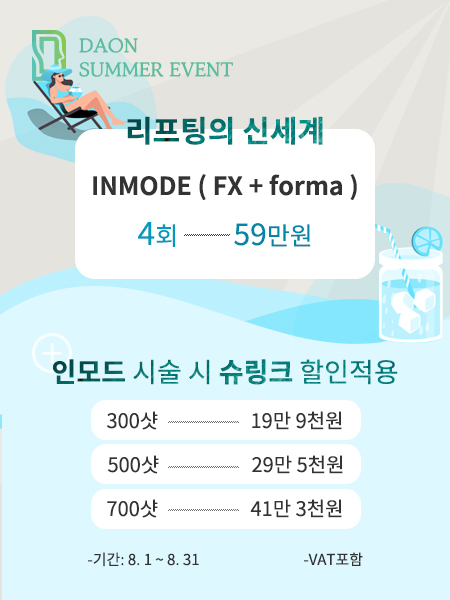 DAON
SUMMER EVENT
리프팅의 신세계
INMODE ( FX + forma )
4회 59만원
인모드 시술 시 슈링크 할인적용
300샷 19만 9천원
500샷 29만 5천원
700샷 41만 3천원
-기간: 8. 1 ~ 8. 31 -VAT포함